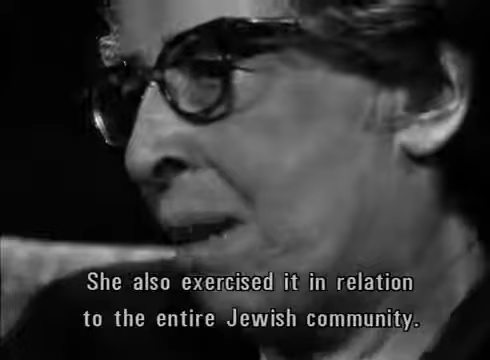 She also exercised it in relation
to the entire Jewish community.